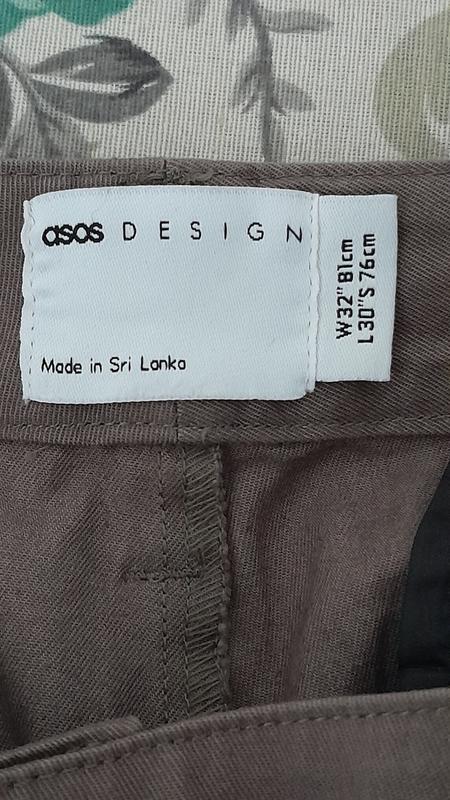 asos DESIGN
Made in Sri Lanka
W32" 81cm
L30"S 76cm